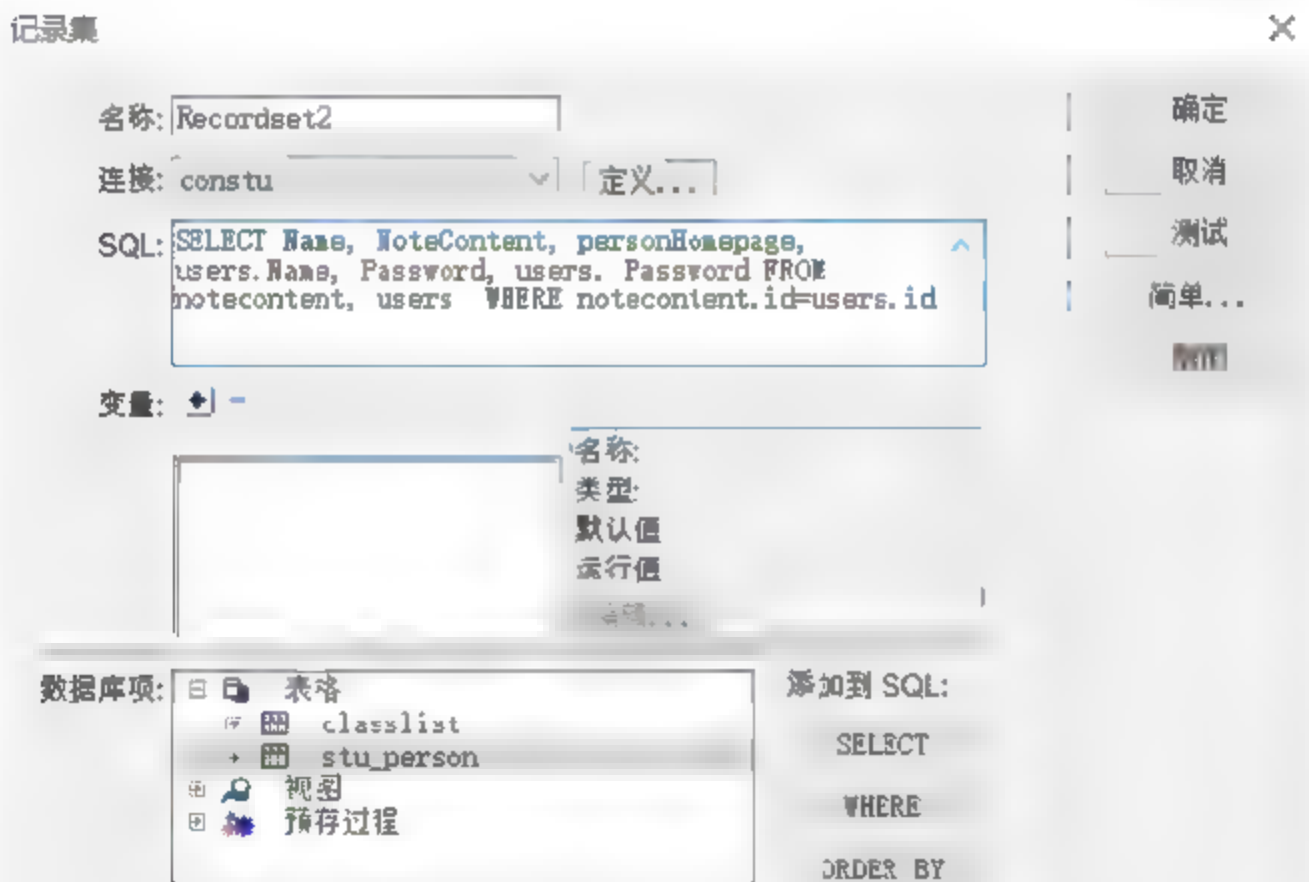 记录集
名称: Recordset2
确定
连接: constu
定义...
取消
SQL: SELECT Name, NoteContent, personHomepage,
users.Name, Password, users. Password FROM
notecontent, users WHERE notecontent.id=users.id
测试
简单...
变量:
名称:
类型:
默认值
运行值
数据库项:
表格
classlist
stu_person
视图
预存过程
添加到 SQL:
SELECT
WHERE
ORDER BY